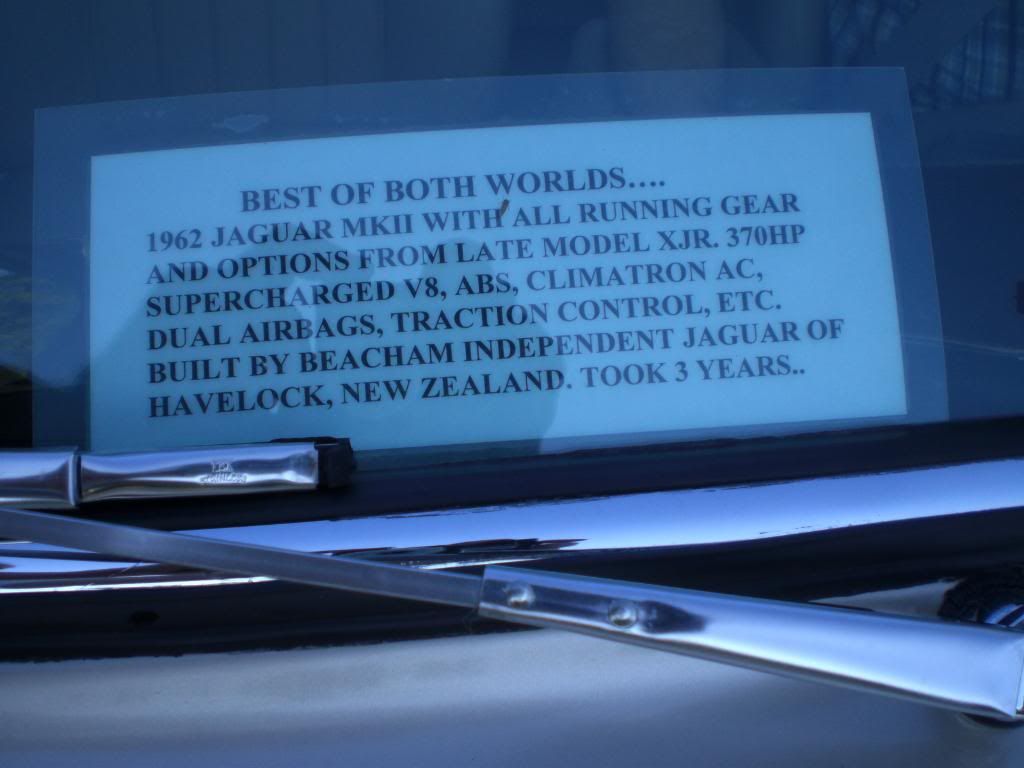 BEST OF BOTH WORLDS....
1962 JAGUAR MKII WITH ALL RUNNING GEAR
AND OPTIONS FROM LATE MODEL XJR. 370HP
SUPERCHARGED V8, ABS, CLIMATRON AC,
DUAL AIRBAGS, TRACTION CONTROL, ETC.
BUILT BY BEACHAM INDEPENDENT JAGUAR OF
HAVELOCK, NEW ZEALAND. TOOK 3 YEARS..